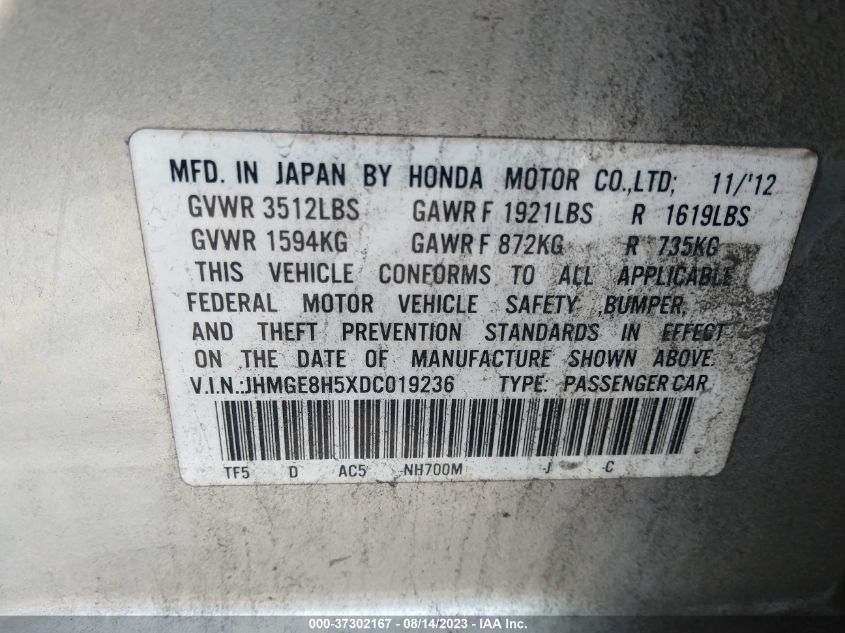 MFD. IN JAPAN BY HONDA MOTOR CO.,LTD; 11/'12
GVWR 3512LBS GAWR F 1921LBS R 1619LBS
GVWR 1594KG GAWR F 872KG R 735KG
THIS VEHICLE CONFORMS TO ALL APPLICABLE
FEDERAL MOTOR VEHICLE SAFETY ,BUMPER,
AND THEFT PREVENTION STANDARDS IN EFFECT
ON THE DATE OF MANUFACTURE SHOWN ABOVE.
V.I.N.:JHMGE8H5XDC019236 TYPE: PASSENGER CAR
TF5 D AC5 -NH700M -J -C
000-37302167 - 08/14/2023 - IAA Inc.